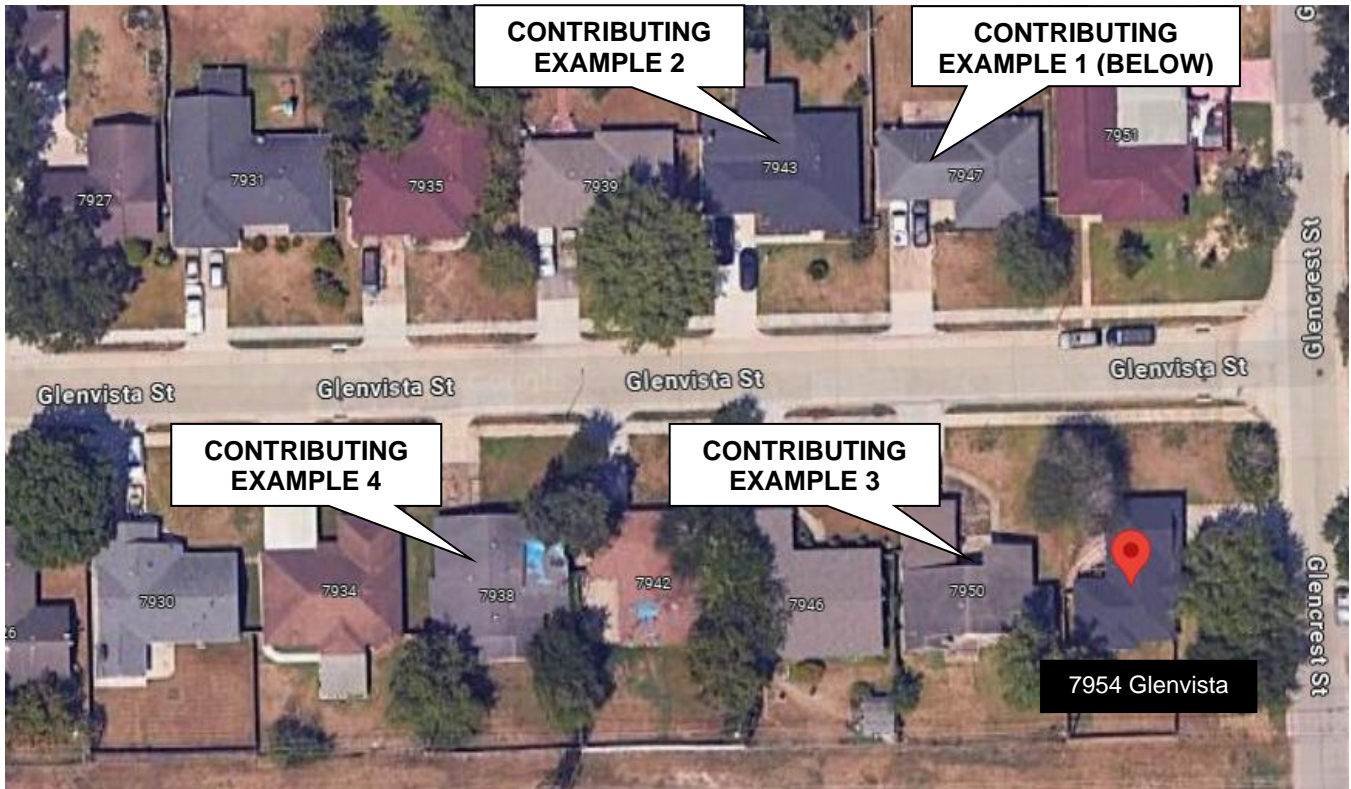 CONTRIBUTING
EXAMPLE 2
CONTRIBUTING
EXAMPLE 1 (BELOW)
7927
7931
7935
7939
7943
7947
7951
Glencrest St
Glenvista St
Glenvista St
Glenvista St
Glenvista St
CONTRIBUTING
EXAMPLE 4
CONTRIBUTING
EXAMPLE 3
7930
7934
7938
7942
7946
7950
Glencrest St
7954 Glenvista